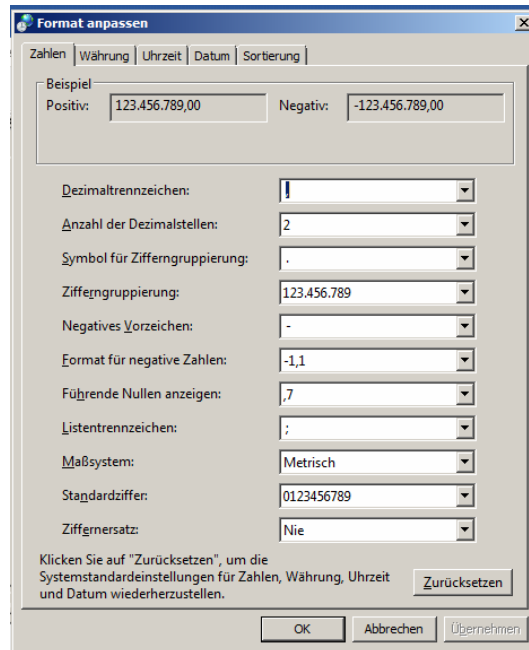 Format anpassen
Zahlen Währung Uhrzeit Datum Sortierung
Beispiel
Positiv: 123.456.789,00 Negativ: -123.456.789,00
Dezimaltrennzeichen: ,
Anzahl der Dezimalstellen: 2
Symbol für Zifferngruppierung: .
Zifferngruppierung: 123.456.789
Negatives Vorzeichen: -
Format für negative Zahlen: -1,1
Führende Nullen anzeigen: ,7
Listentrennzeichen: ;
Maßsystem: Metrisch
Standardziffer: 0123456789
Ziffernersatz: Nie
Klicken Sie auf "Zurücksetzen", um die
Systemstandardeinstellungen für Zahlen, Währung, Uhrzeit
und Datum wiederherzustellen.
Zurücksetzen
OK Abbrechen Übernehmen